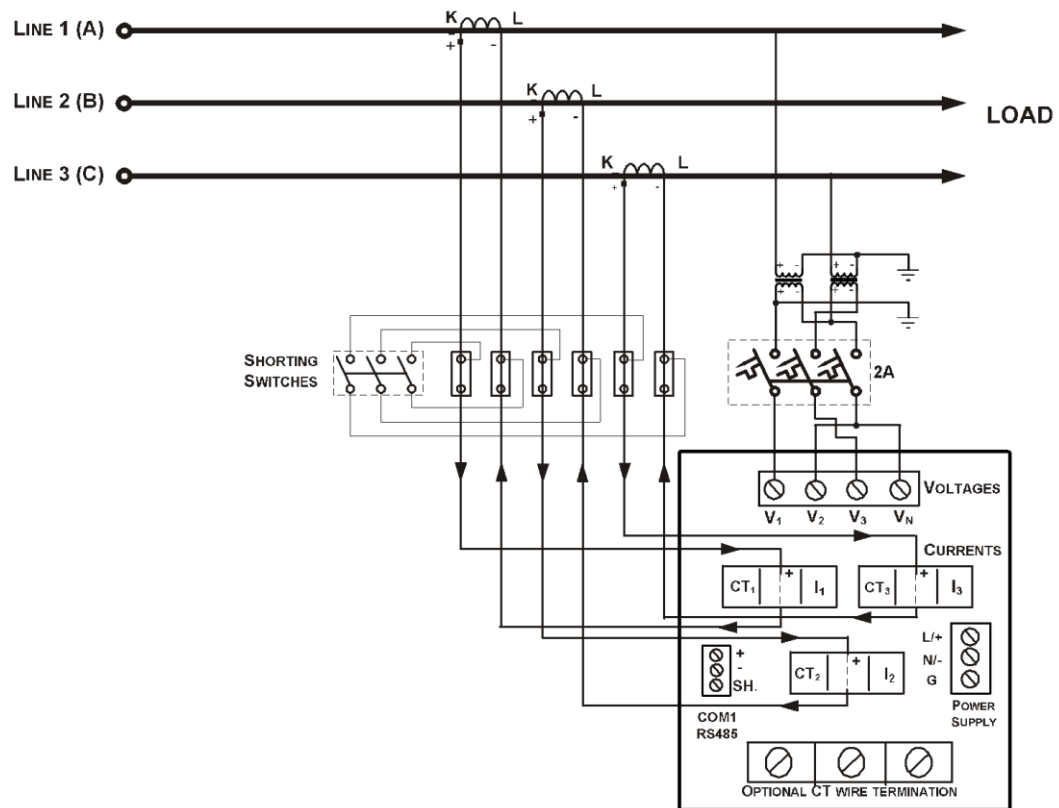 LINE 1 (A)
K L
+ -
LINE 2 (B)
K L
+ -
LOAD
LINE 3 (C)
K L
+ -
+ - + -
+ - + -
SHORTING
SWITCHES
2A
VOLTAGES
V1 V2 V3 VN
CURRENTS
CT1 + I1
CT3 + I3
L/+
N/-
G
POWER
SUPPLY
+
-
SH.
COM1
RS485
CT2 + I2
OPTIONAL CT WIRE TERMINATION